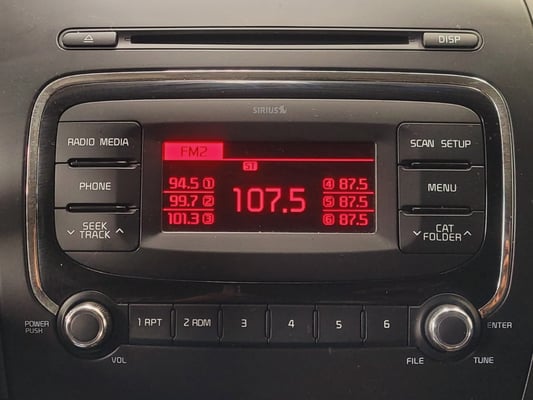 DISP
SIRIUS
RADIO MEDIA
SCAN SETUP
FM2
ST
PHONE
MENU
94.5 1
99.7 2
101.3 3
107.5
4 87.5
5 87.5
6 87.5
SEEK
TRACK
CAT
FOLDER
POWER
PUSH
VOL
1 RPT
2 RDM
3
4
5
6
ENTER
FILE
TUNE